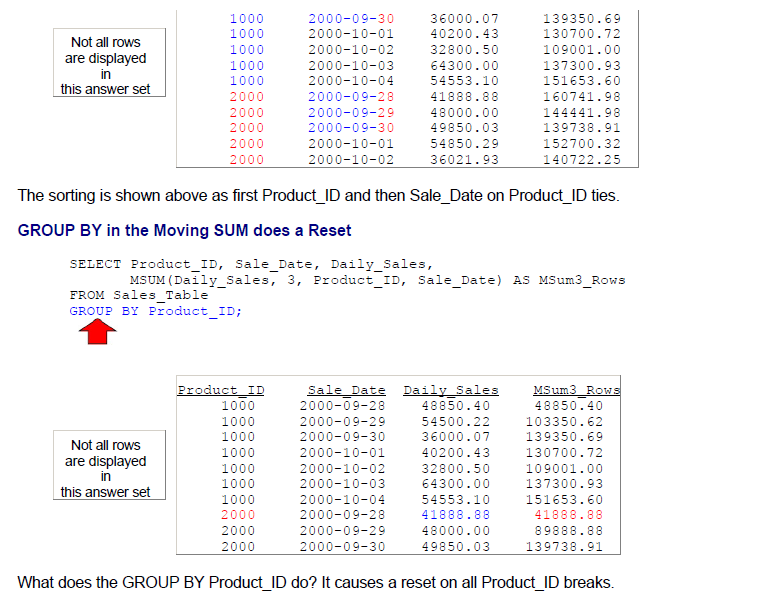 1000 2000-09-30 36000.07 139350.69
1000 2000-10-01 40200.43 130700.72
1000 2000-10-02 32800.50 109001.00
1000 2000-10-03 64300.00 137300.93
1000 2000-10-04 54553.10 151653.60
2000 2000-09-28 41888.88 160741.98
2000 2000-09-29 48000.00 144441.98
2000 2000-09-30 49850.03 139738.91
2000 2000-10-01 54850.29 152700.32
2000 2000-10-02 36021.93 140722.25
Not all rows
are displayed
in
this answer set
The sorting is shown above as first Product_ID and then Sale_Date on Product_ID ties.
GROUP BY in the Moving SUM does a Reset
SELECT Product_ID, Sale_Date, Daily_Sales,
MSUM(Daily_Sales, 3, Product_ID, Sale_Date) AS MSum3_Rows
FROM Sales_Table
GROUP BY Product_ID;
Product_ID Sale_Date Daily_Sales MSum3_Rows
1000 2000-09-28 48850.40 48850.40
1000 2000-09-29 54500.22 103350.62
1000 2000-09-30 36000.07 139350.69
1000 2000-10-01 40200.43 130700.72
1000 2000-10-02 32800.50 109001.00
1000 2000-10-03 64300.00 137300.93
1000 2000-10-04 54553.10 151653.60
2000 2000-09-28 41888.88 41888.88
2000 2000-09-29 48000.00 89888.88
2000 2000-09-30 49850.03 139738.91
Not all rows
are displayed
in
this answer set
What does the GROUP BY Product_ID do? It causes a reset on all Product_ID breaks.